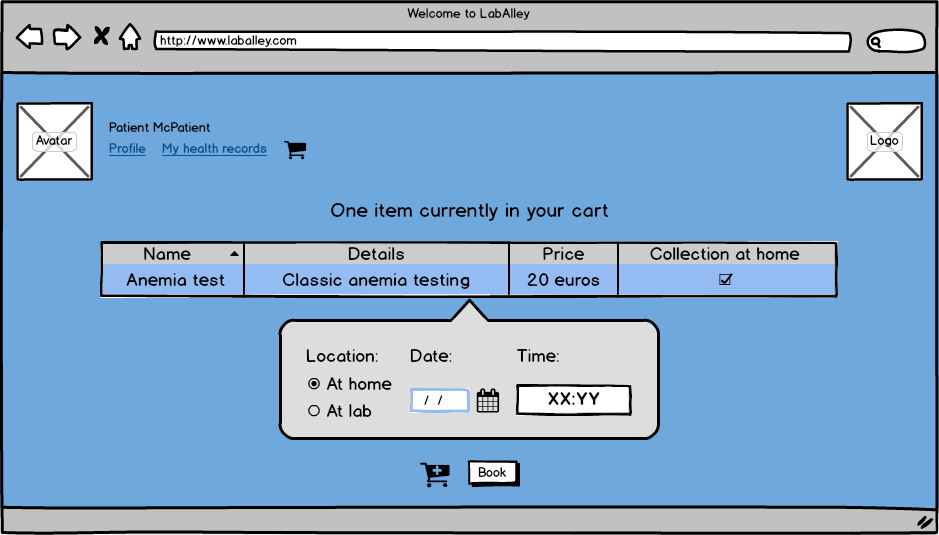 Welcome to LabAlley
http://www.laballey.com
Avatar
Patient McPatient
Profile My health records
Logo
One item currently in your cart
Name Details Price Collection at home
Anemia test Classic anemia testing 20 euros
Location: Date: Time:
At home
/ / XX:YY
At lab
Book